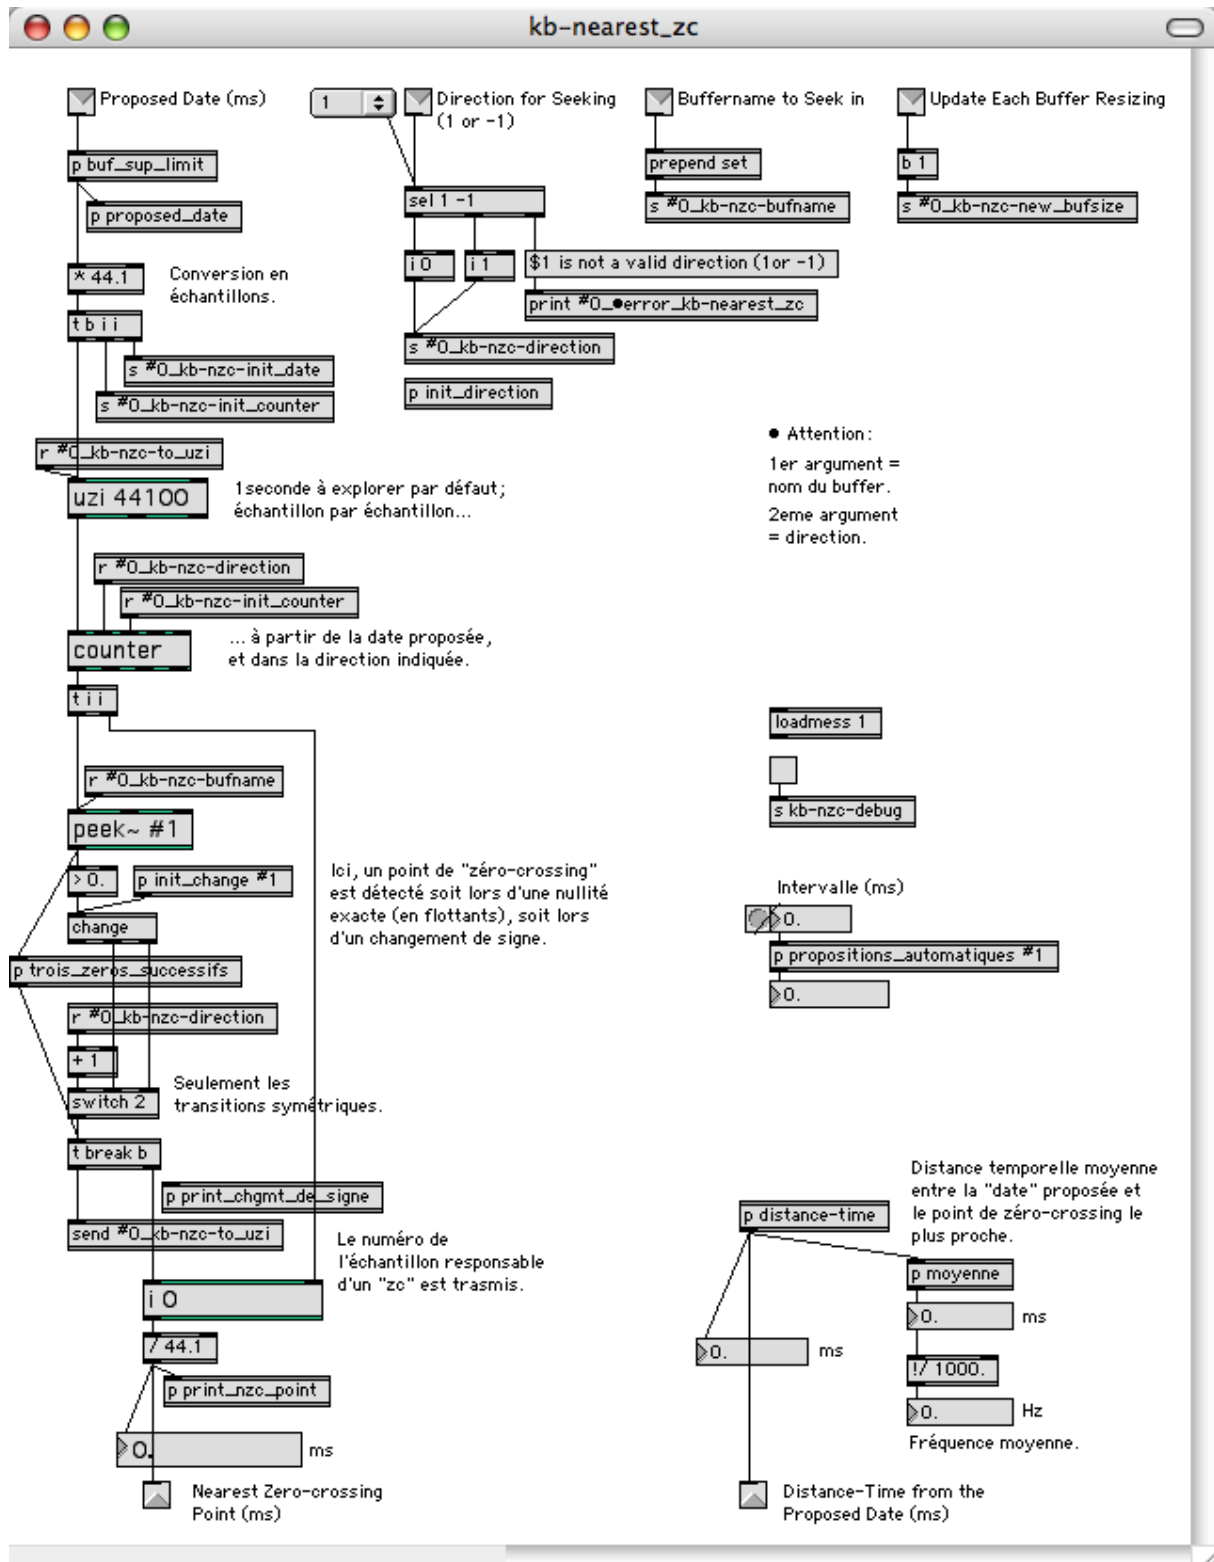 kb-nearest_zc
Proposed Date (ms)
1
Direction for Seeking
(1 or -1)
Buffername to Seek in
Update Each Buffer Resizing
p buf_sup_limit
prepend set
b 1
p proposed_date
sel 1 -1
s #0_kb-nzc-bufname
s #0_kb-nzc-new_bufsize
* 44.1
Conversion en
échantillons.
i 0
i 1
$1 is not a valid direction (1or -1)
print #0_●error_kb-nearest_zc
t b i i
s #0_kb-nzc-direction
s #0_kb-nzc-init_date
p init_direction
s #0_kb-nzc-init_counter
r #0_kb-nzc-to_uzi
● Attention:
1er argument =
nom du buffer.
2eme argument
= direction.
uzi 44100
1seconde à explorer par défaut;
échantillon par échantillon...
r #0_kb-nzc-direction
r #0_kb-nzc-init_counter
counter
... à partir de la date proposée,
et dans la direction indiquée.
t i i
loadmess 1
r #0_kb-nzc-bufname
s kb-nzc-debug
peek~ #1
> 0.
p init_change #1
Ici, un point de "zéro-crossing"
est détecté soit lors d'une nullité
exacte (en flottants), soit lors
d'un changement de signe.
Intervalle (ms)
0.
change
p propositions_automatiques #1
p trois_zeros_successifs
0.
r #0_kb-nzc-direction
+ 1
Seulement les
transitions symétriques.
switch 2
t break b
p print_chgmt_de_signe
Distance temporelle moyenne
entre la "date" proposée et
le point de zéro-crossing le
plus proche.
p distance-time
send #0_kb-nzc-to_uzi
Le numéro de
l'échantillon responsable
d'un "zc" est trasmis.
p moyenne
i 0
0.
ms
/ 44.1
0.
ms
!/ 1000.
p print_nzc_point
0.
Hz
Fréquence moyenne.
0.
ms
Nearest Zero-crossing
Point (ms)
Distance-Time from the
Proposed Date (ms)